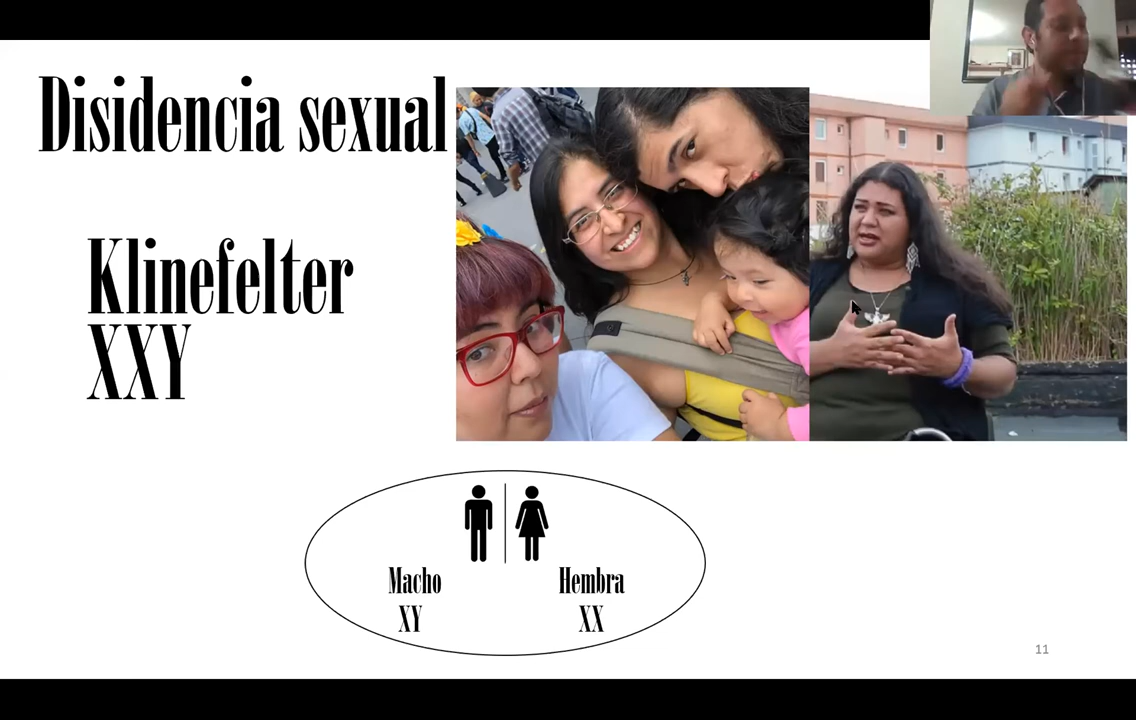 Disidencia sexual
Klinefelter
XXY
Macho
Hembra
XY
XX
11